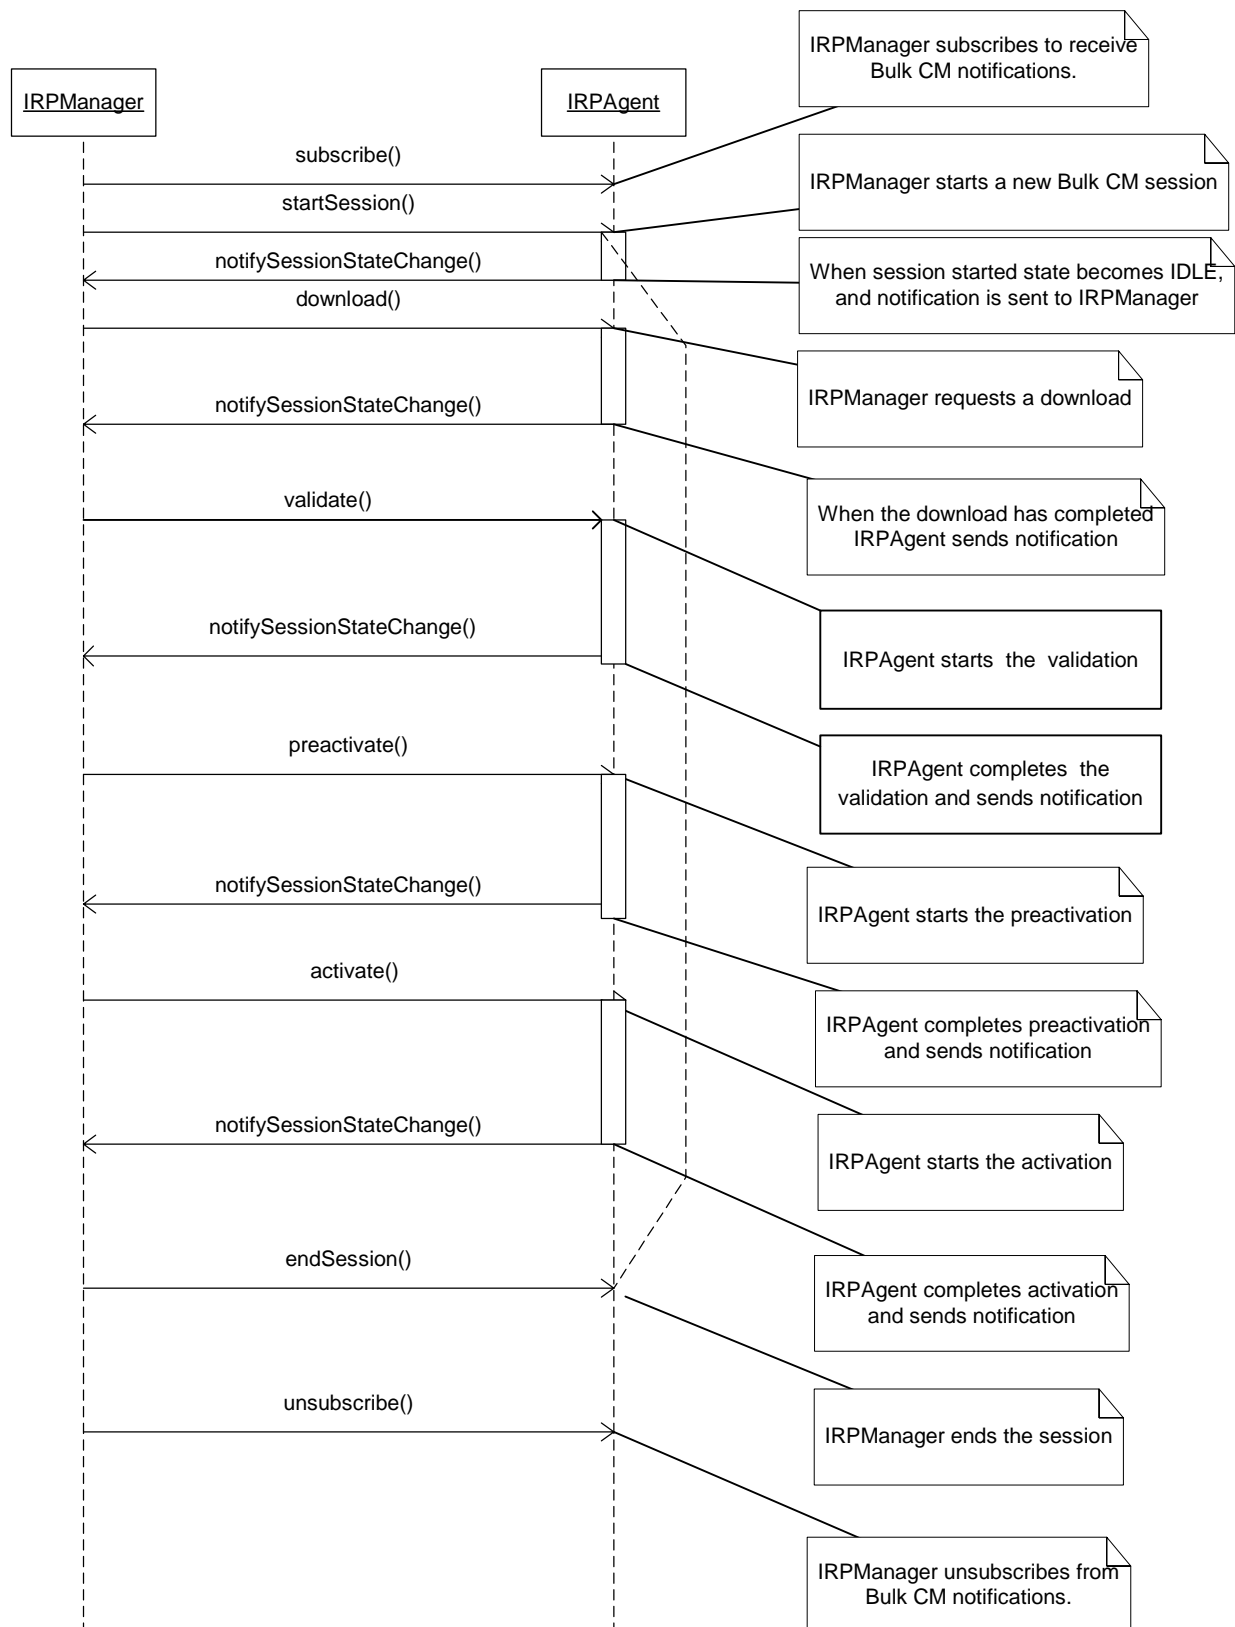 IRPManager subscribes to receive
Bulk CM notifications.
IRPManager
IRPAgent
subscribe()
IRPManager starts a new Bulk CM session
startSession()
notifySessionStateChange()
When session started state becomes IDLE,
and notification is sent to IRPManager
download()
IRPManager requests a download
notifySessionStateChange()
validate()
When the download has completed
IRPAgent sends notification
notifySessionStateChange()
IRPAgent starts the validation
preactivate()
IRPAgent completes the
validation and sends notification
notifySessionStateChange()
IRPAgent starts the preactivation
activate()
IRPAgent completes preactivation
and sends notification
notifySessionStateChange()
IRPAgent starts the activation
endSession()
IRPAgent completes activation
and sends notification
unsubscribe()
IRPManager ends the session
IRPManager unsubscribes from
Bulk CM notifications.